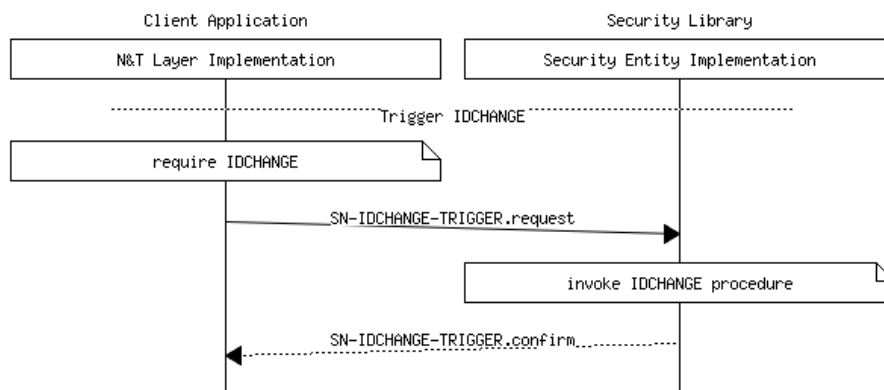 Client Application
Security Library
N&T Layer Implementation
Security Entity Implementation
Trigger IDCHANGE
require IDCHANGE
SN-IDCHANGE-TRIGGER.request
invoke IDCHANGE procedure
SN-IDCHANGE-TRIGGER.confirm